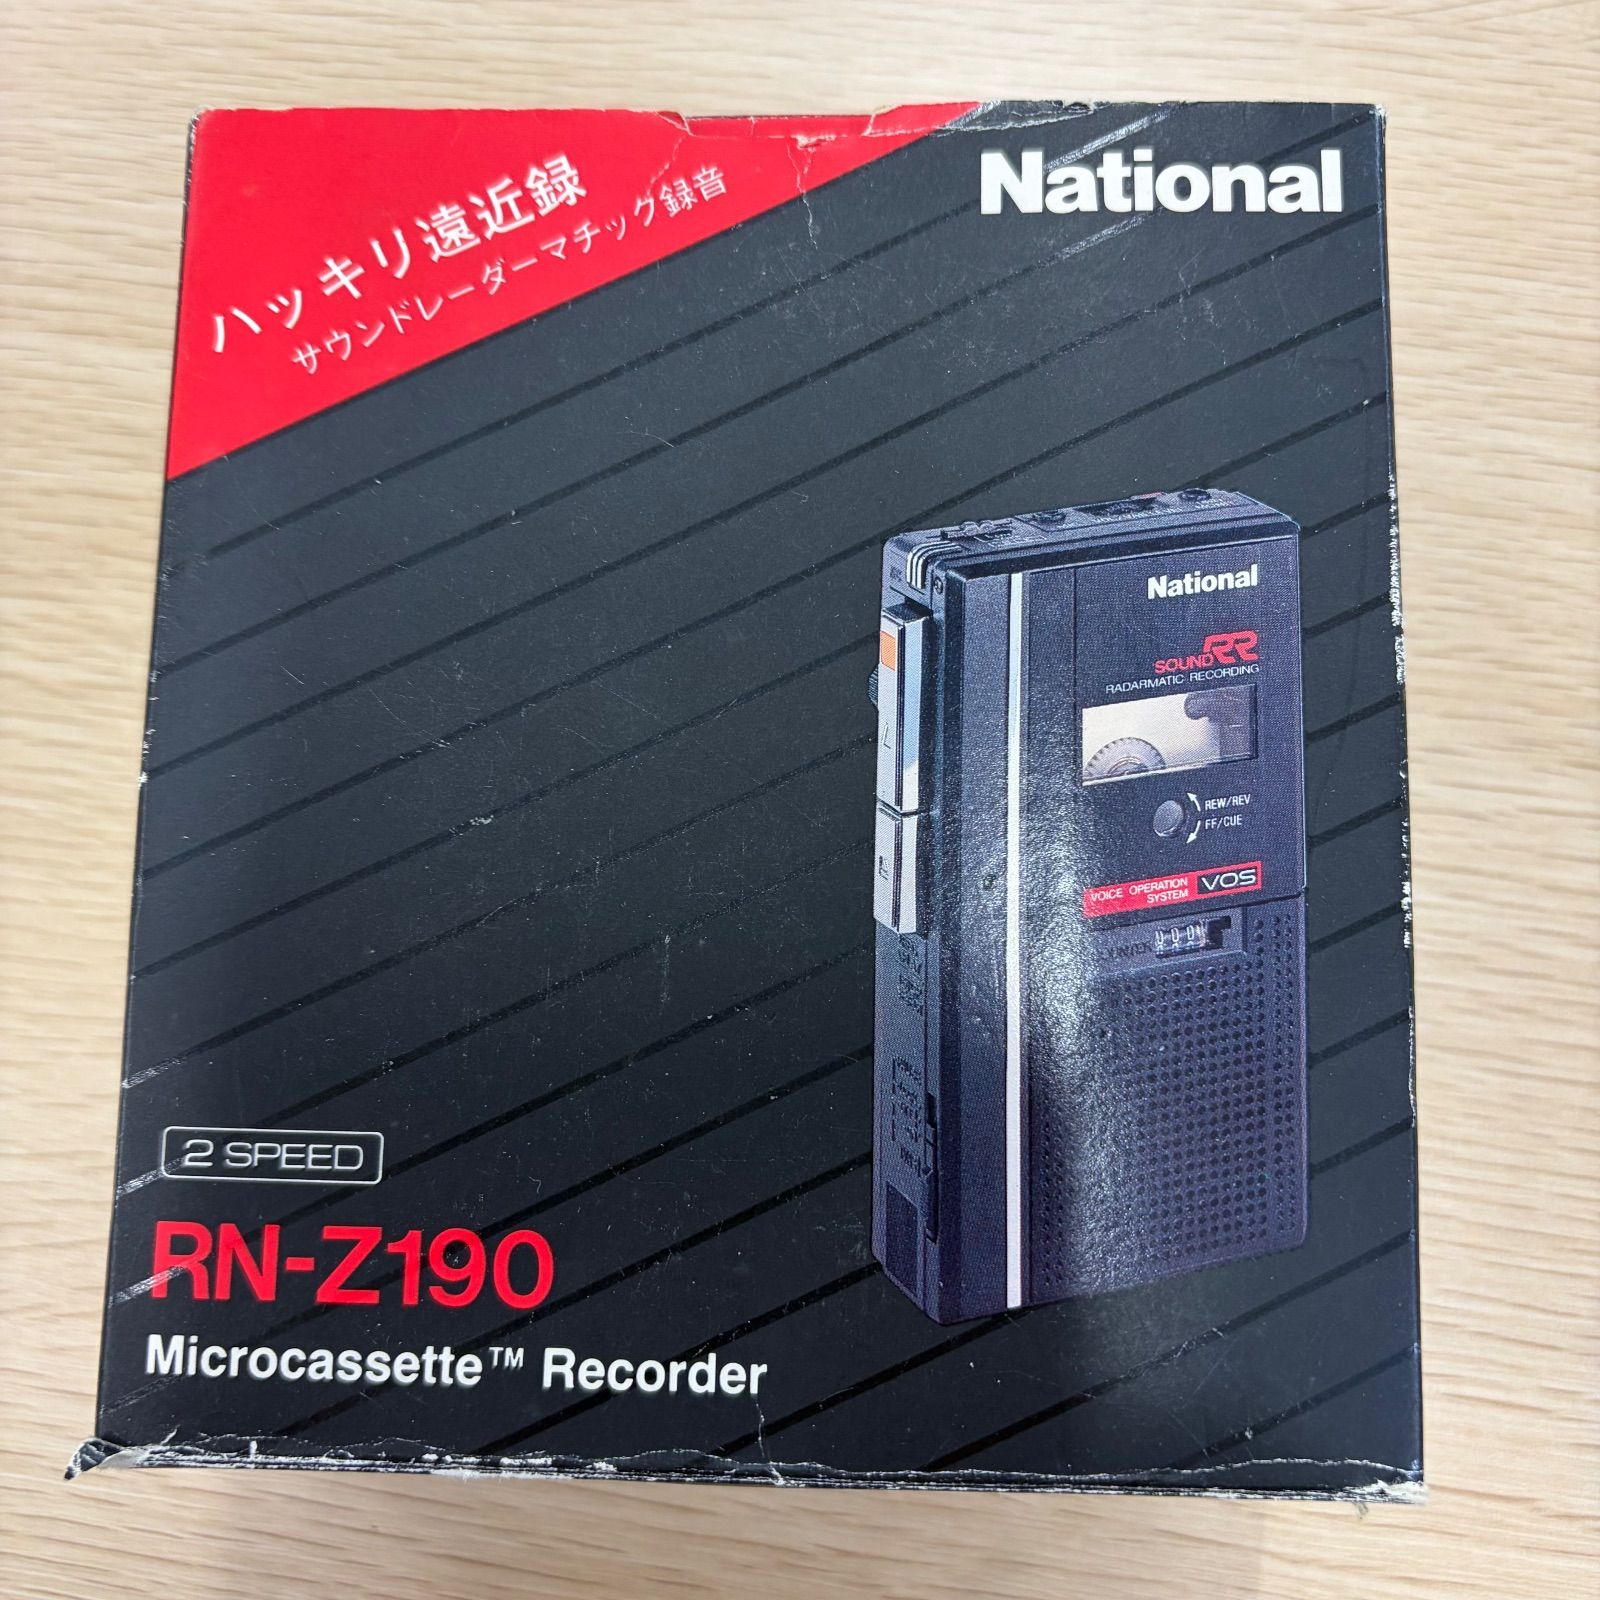 ハッキリ遠近録
サウンドレーダーマチック録音
National
National
SOUND RR
RADARMATIC RECORDING
REW/REV
FF/CUE
VOICE OPERATION
SYSTEM
VOS
2 SPEED
RN-Z190
Microcassette™ Recorder